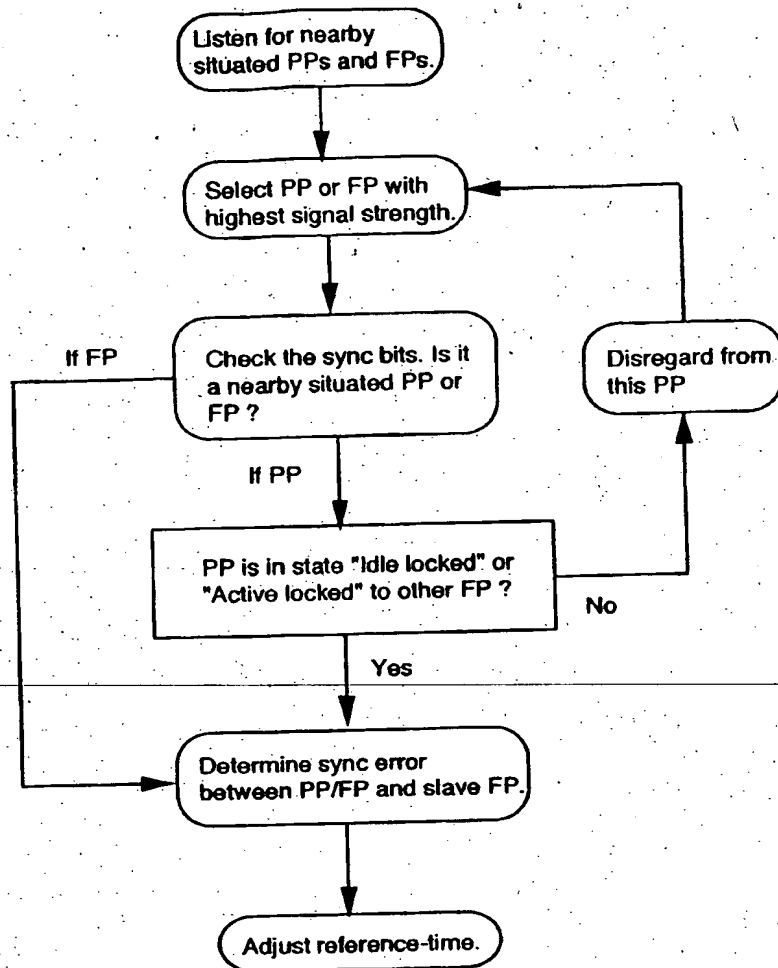 Listen for nearby
situated PPs and FPs.
Select PP or FP with
highest signal strength.
If FP
Check the sync bits. Is it
a nearby situated PP or
FP ?
Disregard from
this PP
If PP
PP is in state "Idle locked" or
"Active locked" to other FP ?
No
Yes
Determine sync error
between PP/FP and slave FP.
Adjust reference-time.